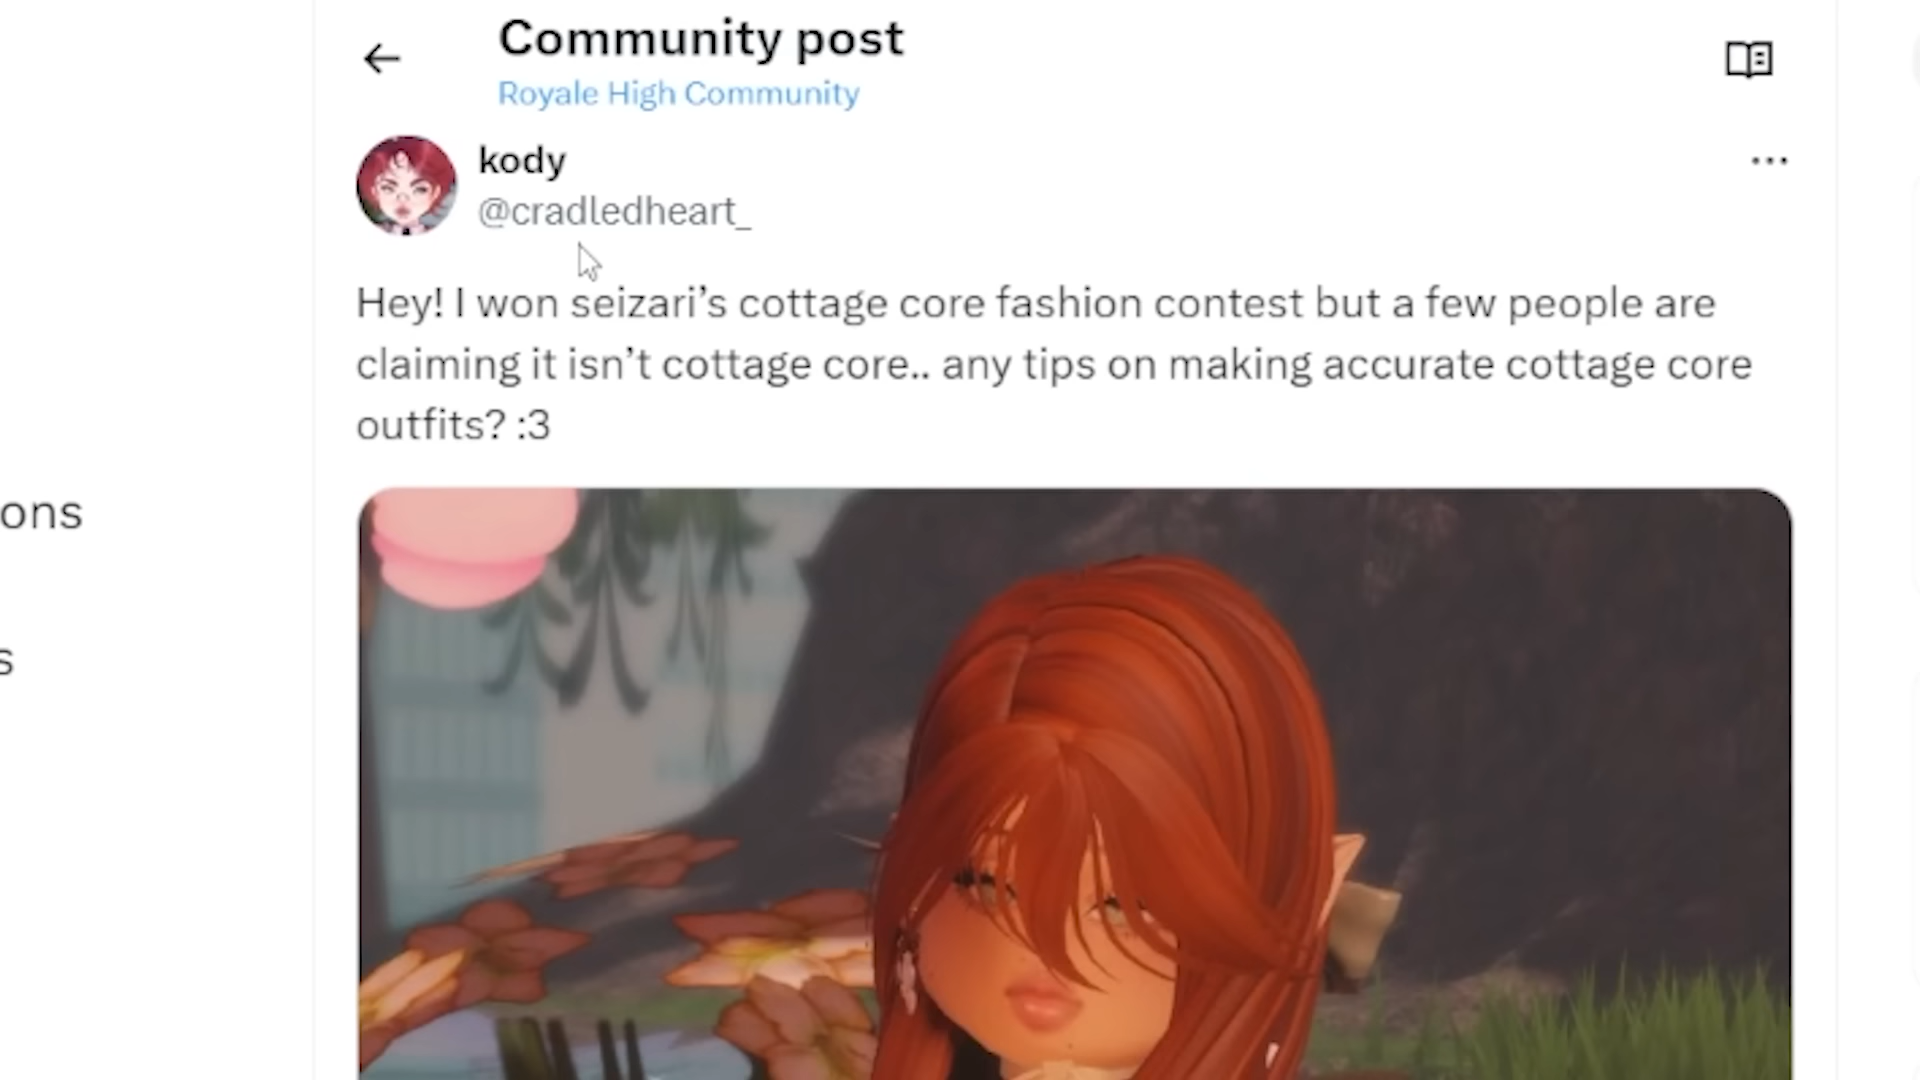 Community post
Royale High Community
kody
@cradledheart_
Hey! I won seizari’s cottage core fashion contest but a few people are
claiming it isn’t cottage core.. any tips on making accurate cottage core
outfits? :3
ons
s